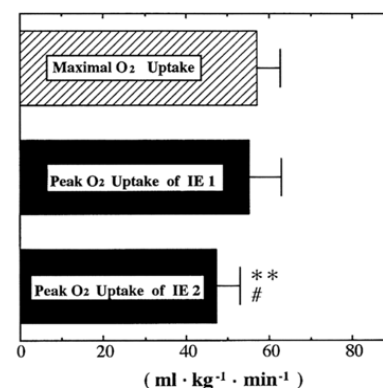 Maximal O₂ Uptake
Peak O₂ Uptake of IE 1
Peak O₂ Uptake of IE 2
**
#
0 20 40 60 80
( ml · kg⁻¹ · min⁻¹ )